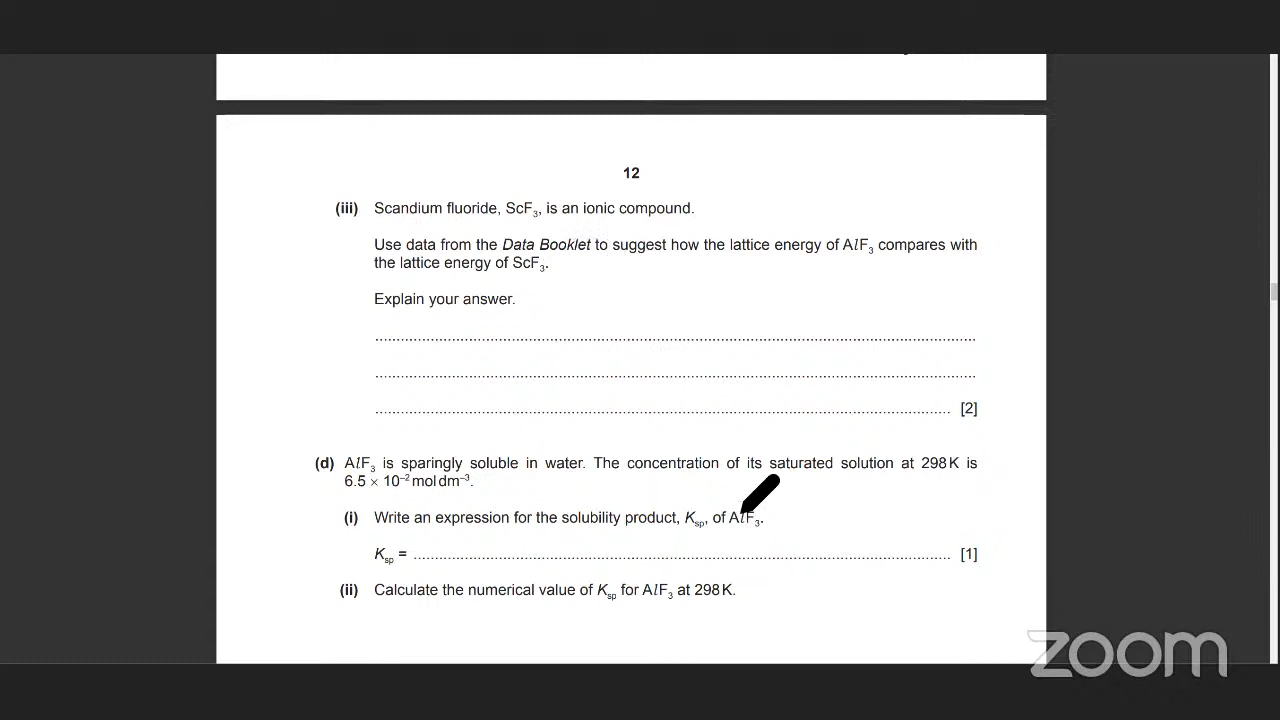 12
(iii) Scandium fluoride, ScF₃, is an ionic compound.
Use data from the Data Booklet to suggest how the lattice energy of AlF₃ compares with
the lattice energy of ScF₃.
Explain your answer.
..........................................................................................
..........................................................................................
.......................................................................................... [2]
(d) AlF₃ is sparingly soluble in water. The concentration of its saturated solution at 298 K is
6.5 × 10⁻² mol dm⁻³.
(i) Write an expression for the solubility product, Kₛₚ, of AlF₃.
Kₛₚ = .......................................................................................... [1]
(ii) Calculate the numerical value of Kₛₚ for AlF₃ at 298 K.
zoom